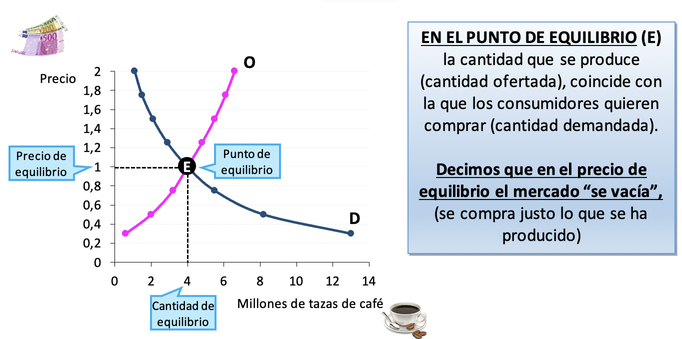 Precio
2
1,8
1,6
1,4
1,2
1
0,8
0,6
0,4
0,2
0
0 2 4 6 8 10 12 14
O
D
E
Precio de
equilibrio
Punto de
equilibrio
Cantidad de
equilibrio
Millones de tazas de café
EN EL PUNTO DE EQUILIBRIO (E)
la cantidad que se produce
(cantidad ofertada), coincide con
la que los consumidores quieren
comprar (cantidad demandada).
Decimos que en el precio de
equilibrio el mercado “se vacía”,
(se compra justo lo que se ha
producido)